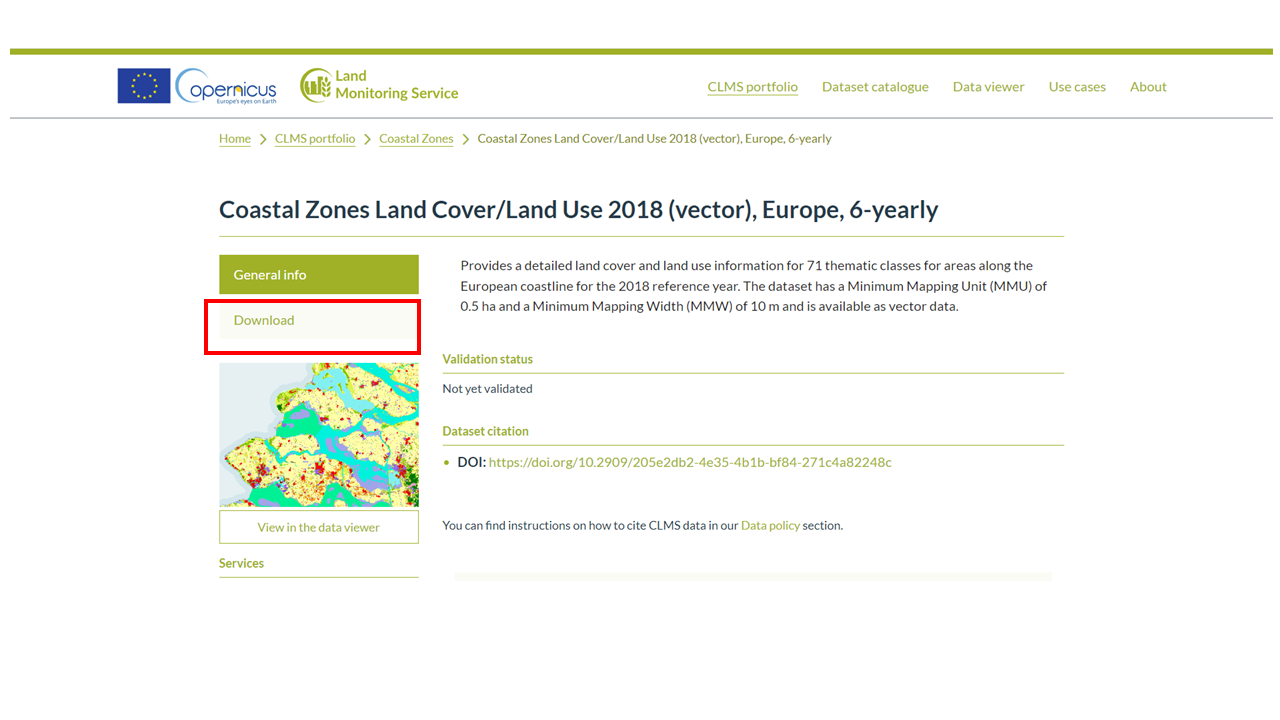 opernicus
Europe's eyes on Earth
Land
Monitoring Service
CLMS portfolio
Dataset catalogue
Data viewer
Use cases
About
Home > CLMS portfolio > Coastal Zones > Coastal Zones Land Cover/Land Use 2018 (vector), Europe, 6-yearly
Coastal Zones Land Cover/Land Use 2018 (vector), Europe, 6-yearly
General info
Download
View in the data viewer
Services
Provides a detailed land cover and land use information for 71 thematic classes for areas along the
European coastline for the 2018 reference year. The dataset has a Minimum Mapping Unit (MMU) of
0.5 ha and a Minimum Mapping Width (MMW) of 10 m and is available as vector data.
Validation status
Not yet validated
Dataset citation
• DOI: https://doi.org/10.2909/205e2db2-4e35-4b1b-bf84-271c4a82248c
You can find instructions on how to cite CLMS data in our Data policy section.